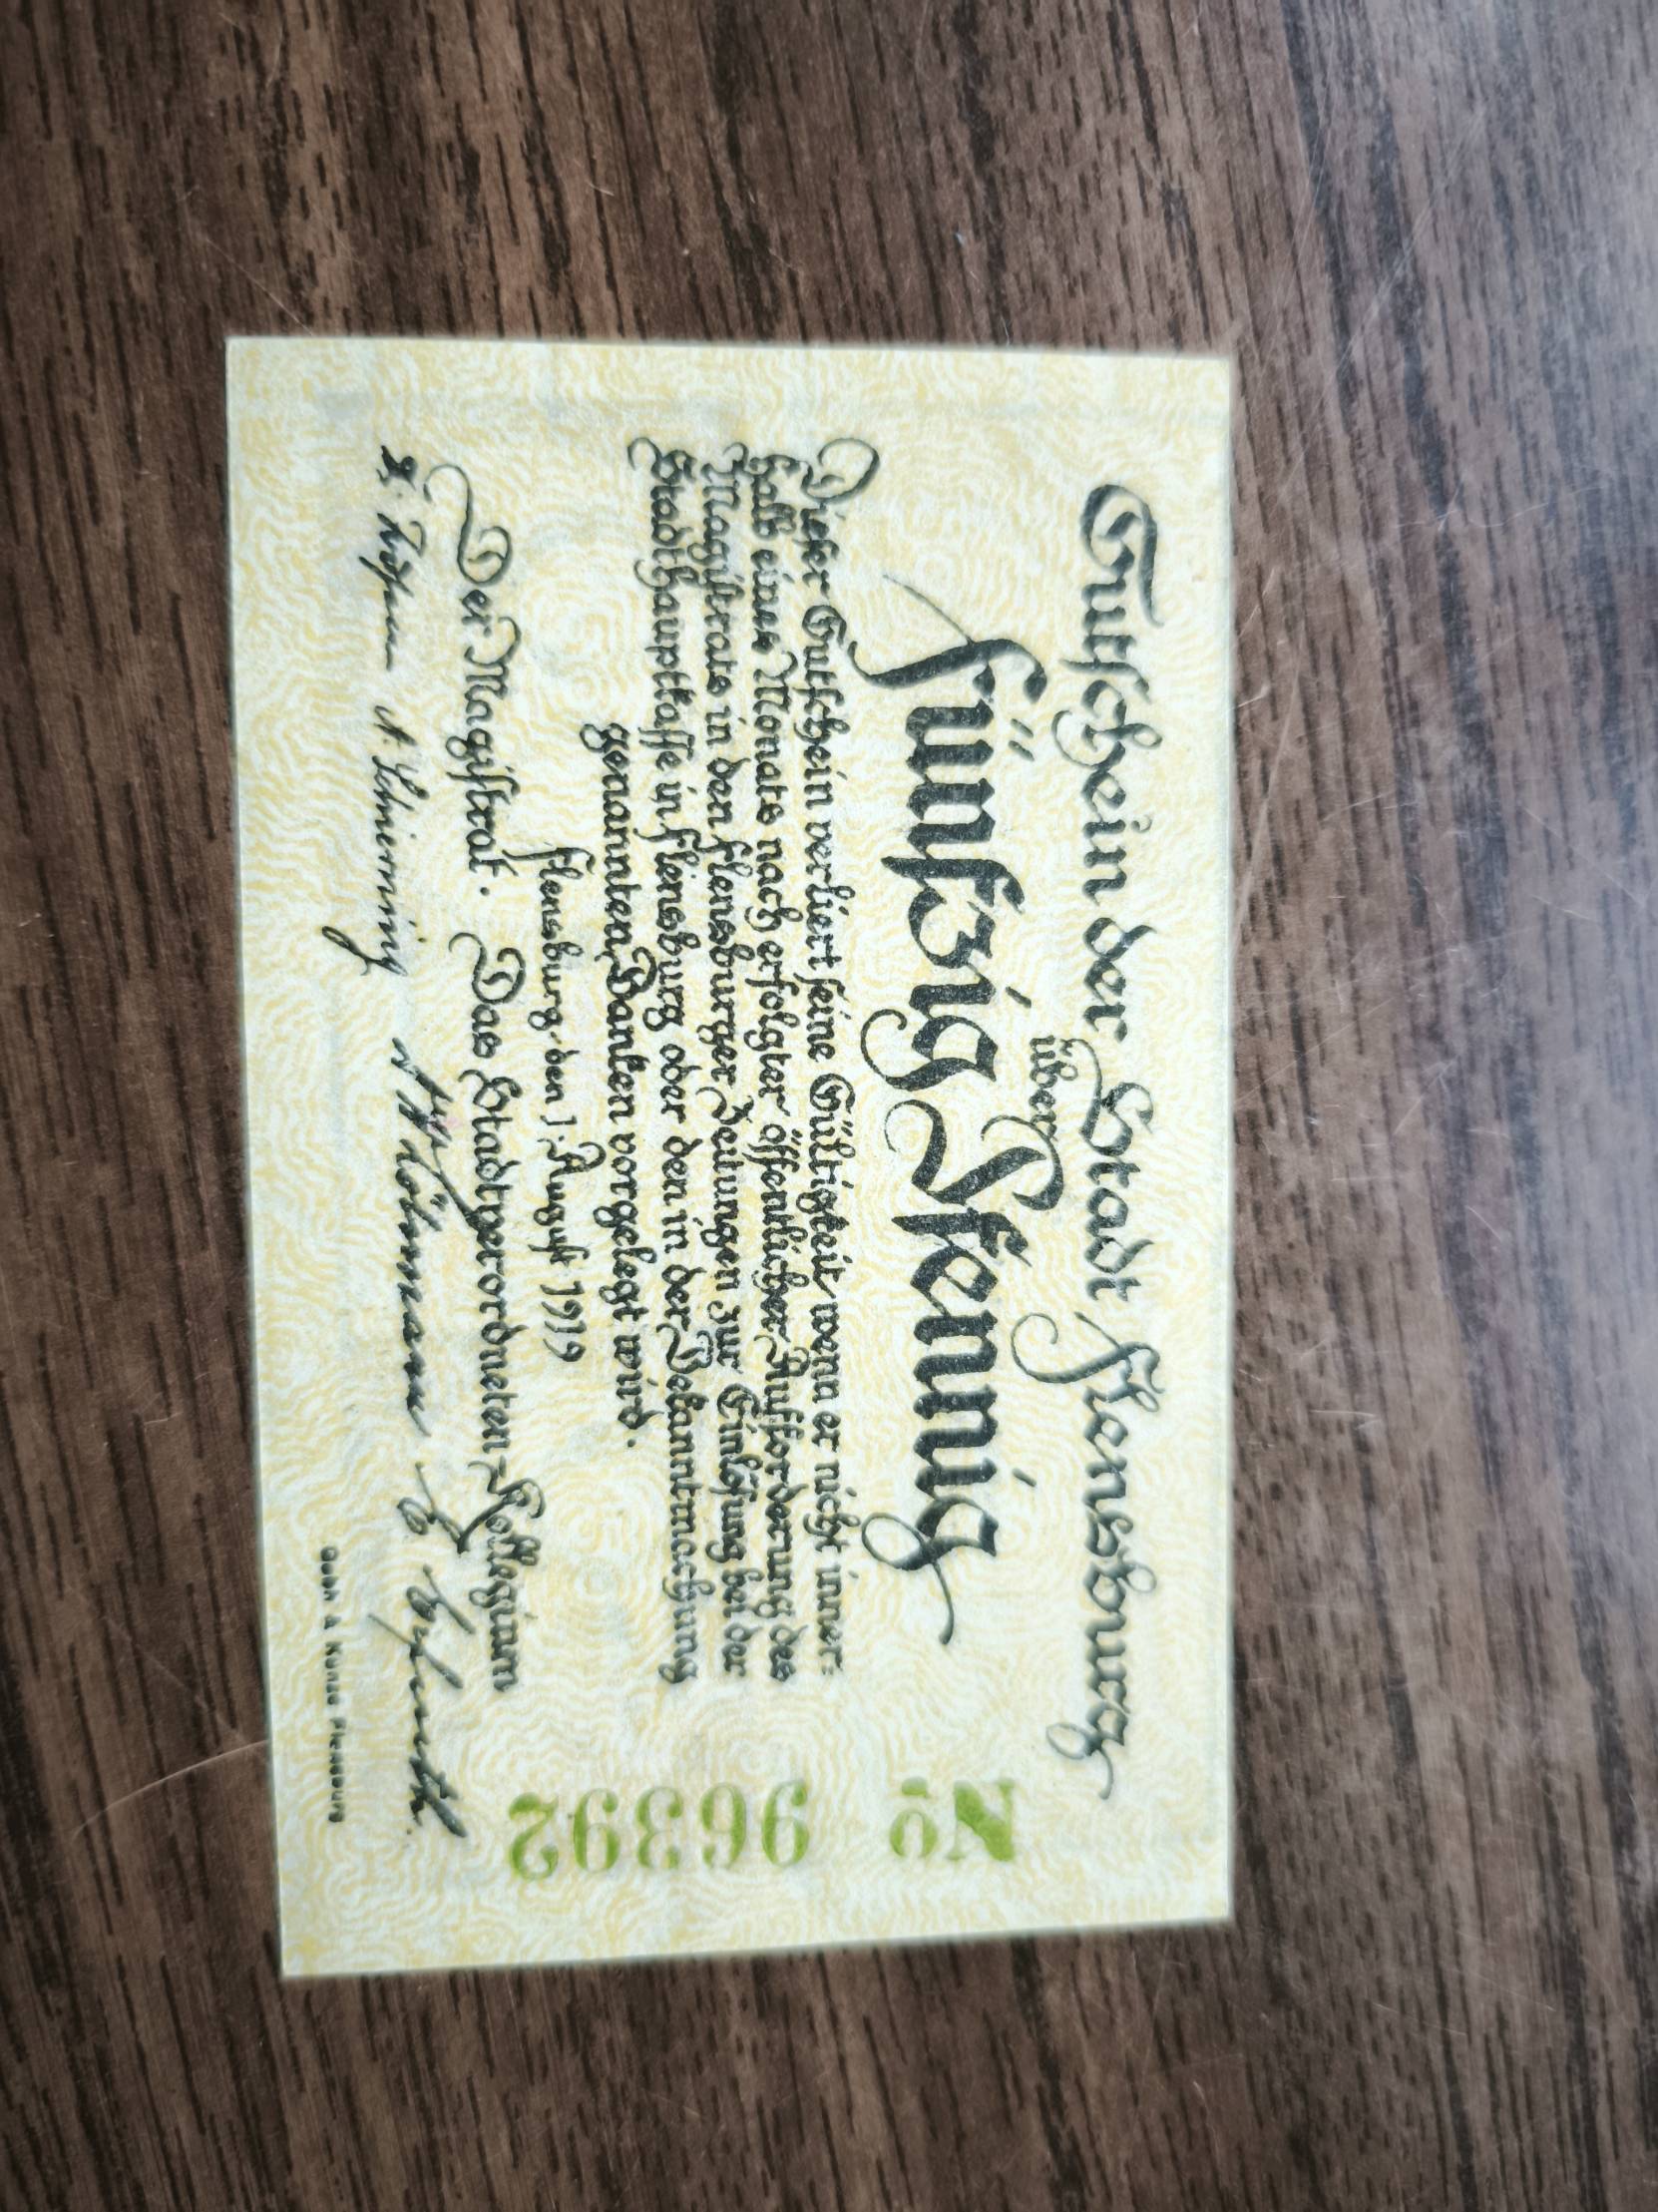 Gutschein der Stadt Flensburg
über
Fünfzig Pfennig
Dieser Gutschein verliert seine Gültigkeit, wenn er nicht inner=
halb eines Monats nach erfolgter öffentlicher Aufforderung des
Magistrats in den Flensburger Zeitungen zur Einlösung bei der
Stadthauptkasse in Flensburg oder den in der Bekanntmachung
genannten Banken vorgelegt wird.
Flensburg den 1. August 1919
Der Magistrat. Das Stadtverordneten-Kollegium
Löhmann
No 96392